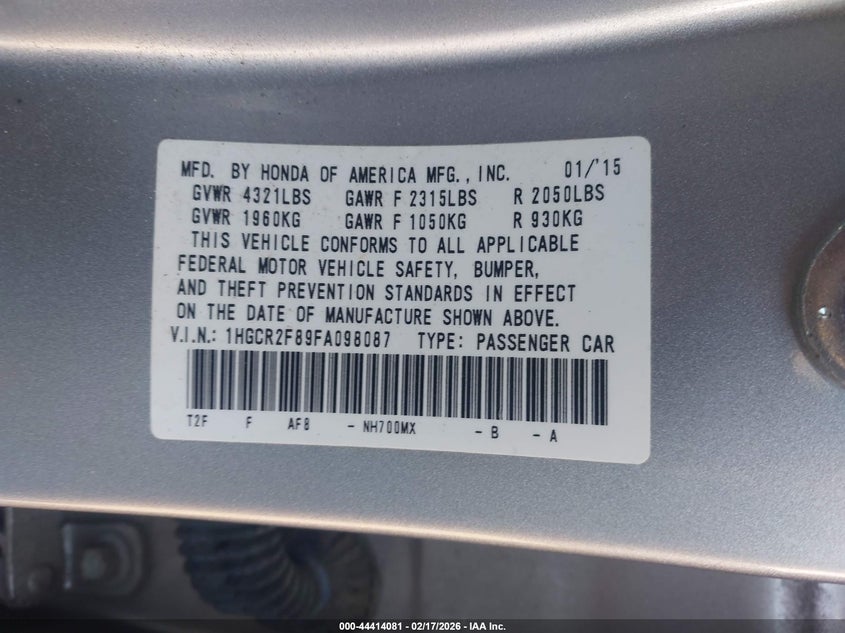 MFD. BY HONDA OF AMERICA MFG., INC. 01/'15
GVWR 4321LBS GAWR F 2315LBS R 2050LBS
GVWR 1960KG GAWR F 1050KG R 930KG
THIS VEHICLE CONFORMS TO ALL APPLICABLE
FEDERAL MOTOR VEHICLE SAFETY, BUMPER,
AND THEFT PREVENTION STANDARDS IN EFFECT
ON THE DATE OF MANUFACTURE SHOWN ABOVE.
V.I.N.: 1HGCR2F89FA098087 TYPE: PASSENGER CAR
T2F F AF8 - NH700MX - B - A
000-44414081 - 02/17/2026 - IAA Inc.